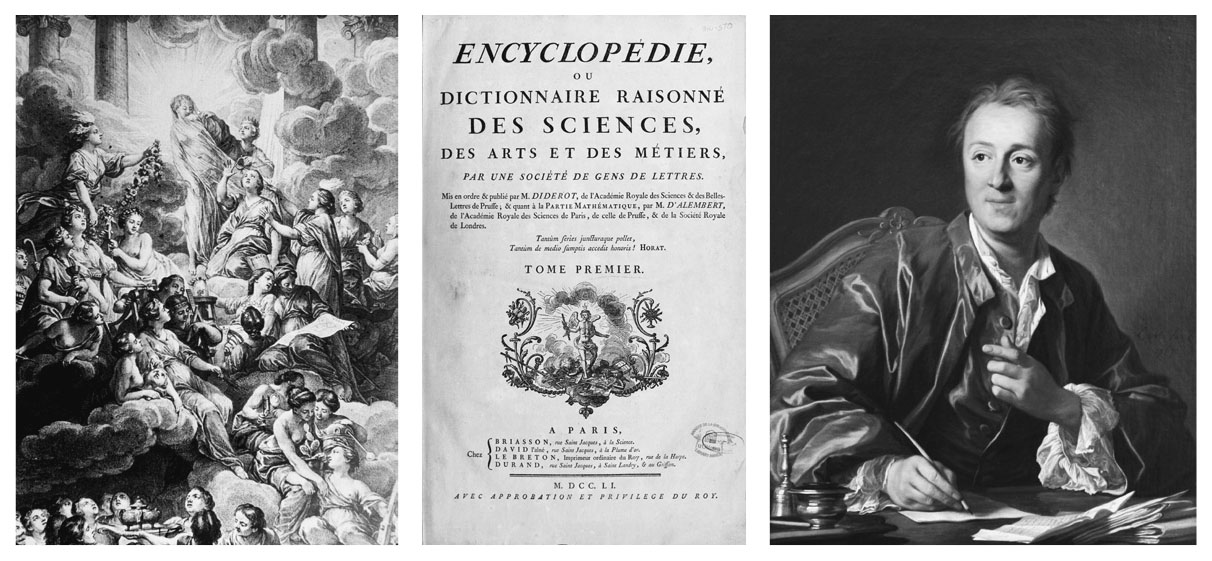 ENCYCLOPÉDIE,
OU
DICTIONNAIRE RAISONNÉ
DES SCIENCES,
DES ARTS ET DES MÉTIERS,
PAR UNE SOCIÉTÉ DE GENS DE LETTRES.
Mis en ordre & publié par M. DIDEROT, de l'Académie Royale des Sciences & des Belles-
Lettres de Prusse; & quant à la PARTIE MATHÉMATIQUE, par M. D'ALEMBERT,
de l'Académie Royale des Sciences de Paris, de celle de Prusse, & de la Société Royale
de Londres.
Tantùm series juncturaque pollet,
Tantùm de medio sumptis accedit honoris! HORAT.
TOME PREMIER.
A PARIS,
Chez
BRIASSON, rue Saint Jacques, à la Science.
DAVID l'aîné, rue Saint Jacques, à la Plume d'or.
LE BRETON, Imprimeur ordinaire du Roy, rue de la Harpe.
DURAND, rue Saint Jacques, à Saint Landry, & au Griffon.
M. DCC. LI.
AVEC APPROBATION ET PRIVILEGE DU ROY.